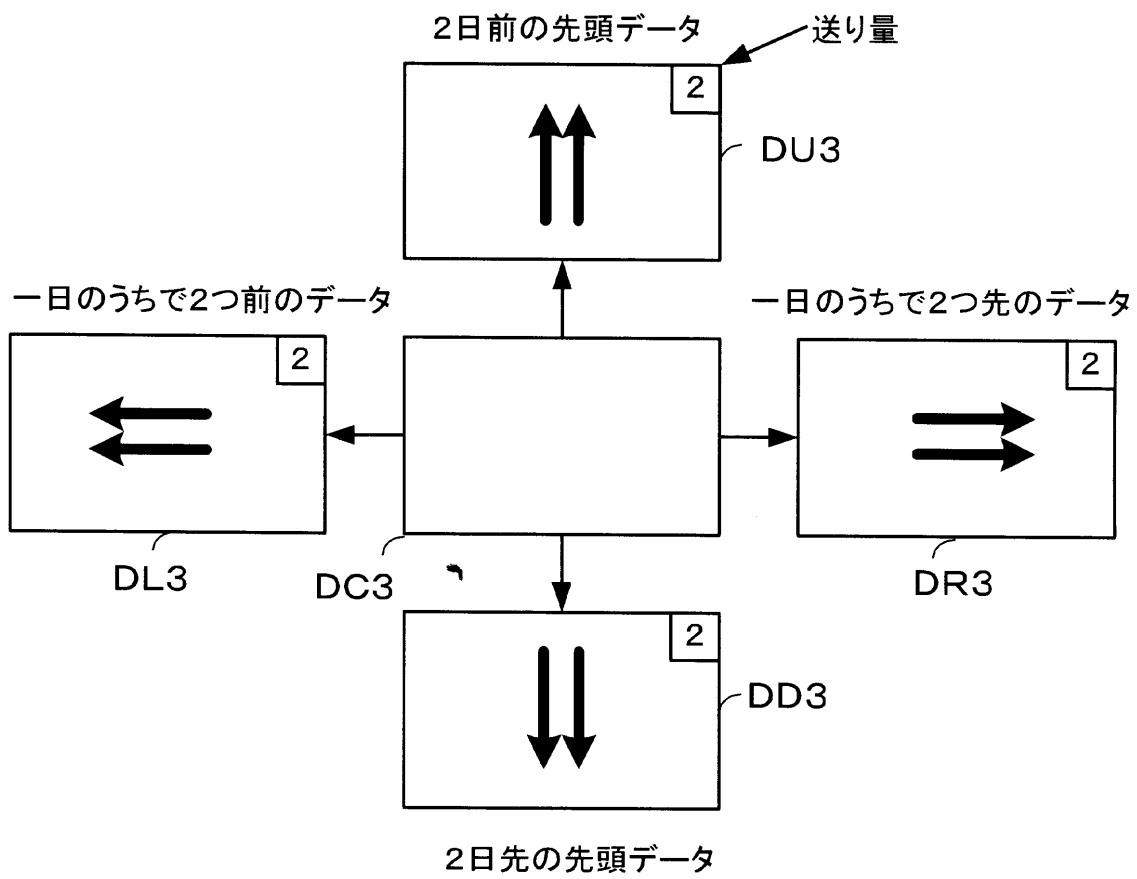 2日前の先頭データ
送り量
2
DU3
一日のうちで2つ前のデータ
一日のうちで2つ先のデータ
2
2
DL3
DC3
DR3
2
DD3
2日先の先頭データ